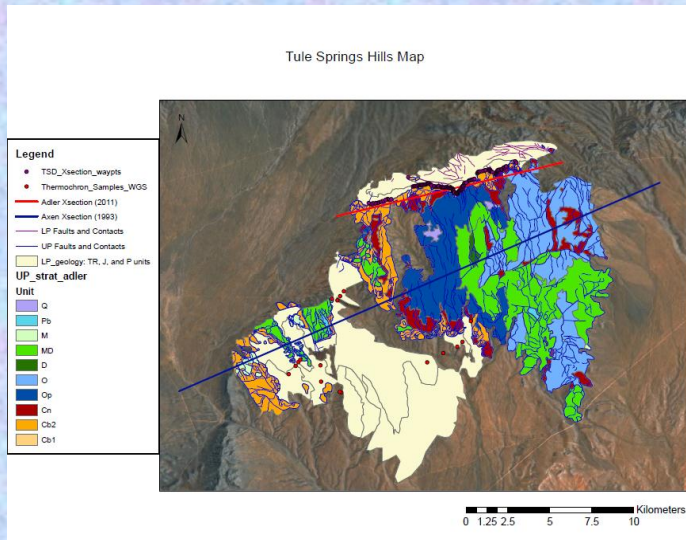 Tule Springs Hills Map
N
Legend
TSD_Xsection_waypts
Thermochron_Samples_WGS
Adler Xsection (2011)
Axen Xsection (1993)
LP Faults and Contacts
UP Faults and Contacts
LP_geology: TR, J, and P units
UP_strat_adler
Unit
Q
Pb
M
MD
D
O
Op
Cn
Cb2
Cb1
Kilometers
0 1.25 2.5 5 7.5 10